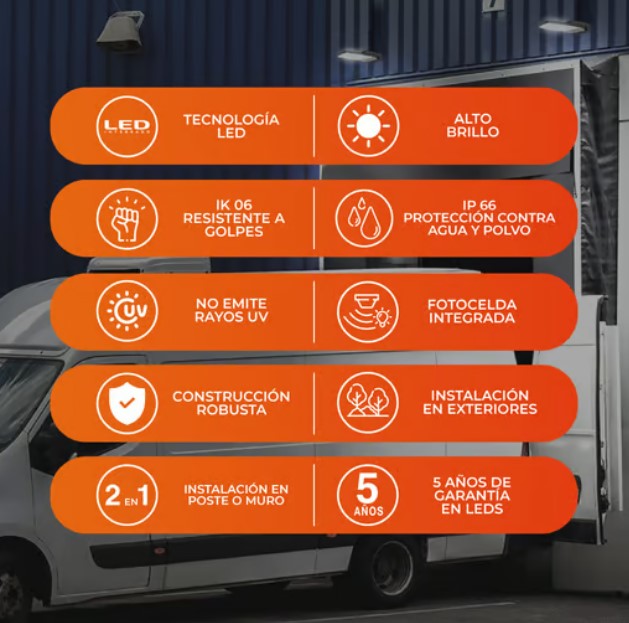 LED
TECNOLOGÍA
LED
ALTO
BRILLO
IK 06
RESISTENTE A
GOLPES
IP 66
PROTECCIÓN CONTRA
AGUA Y POLVO
UV
NO EMITE
RAYOS UV
FOTOCELDA
INTEGRADA
CONSTRUCCIÓN
ROBUSTA
INSTALACIÓN
EN EXTERIORES
2 EN 1
INSTALACIÓN EN
POSTE O MURO
5
AÑOS
5 AÑOS DE
GARANTÍA
EN LEDS